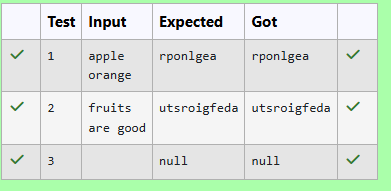 Test Input Expected Got
1 apple rponlgea rponlgea
orange
2 fruits utsroigfeda utsroigfeda
are good
3 null null